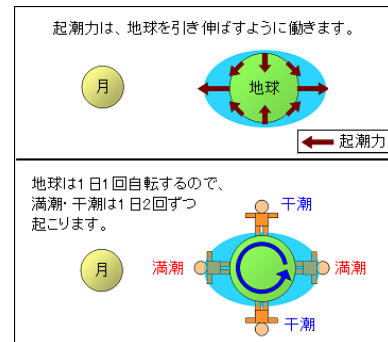 起潮力は、地球を引き伸ばすように働きます。
月
地球
起潮力
地球は1日1回自転するので、
満潮・干潮は1日2回ずつ
起こります。
干潮
月
満潮
満潮
干潮